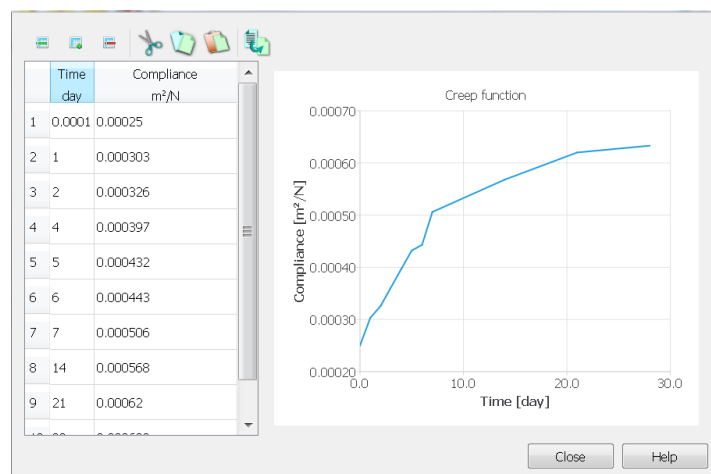 Time Compliance
day m²/N
1 0.0001 0.00025
2 1 0.000303
3 2 0.000326
4 4 0.000397
5 5 0.000432
6 6 0.000443
7 7 0.000506
8 14 0.000568
9 21 0.00062
Creep function
0.00070
0.00060
0.00050
0.00040
0.00030
0.00020
Compliance [m²/N]
0.0 10.0 20.0 30.0
Time [day]
Close Help